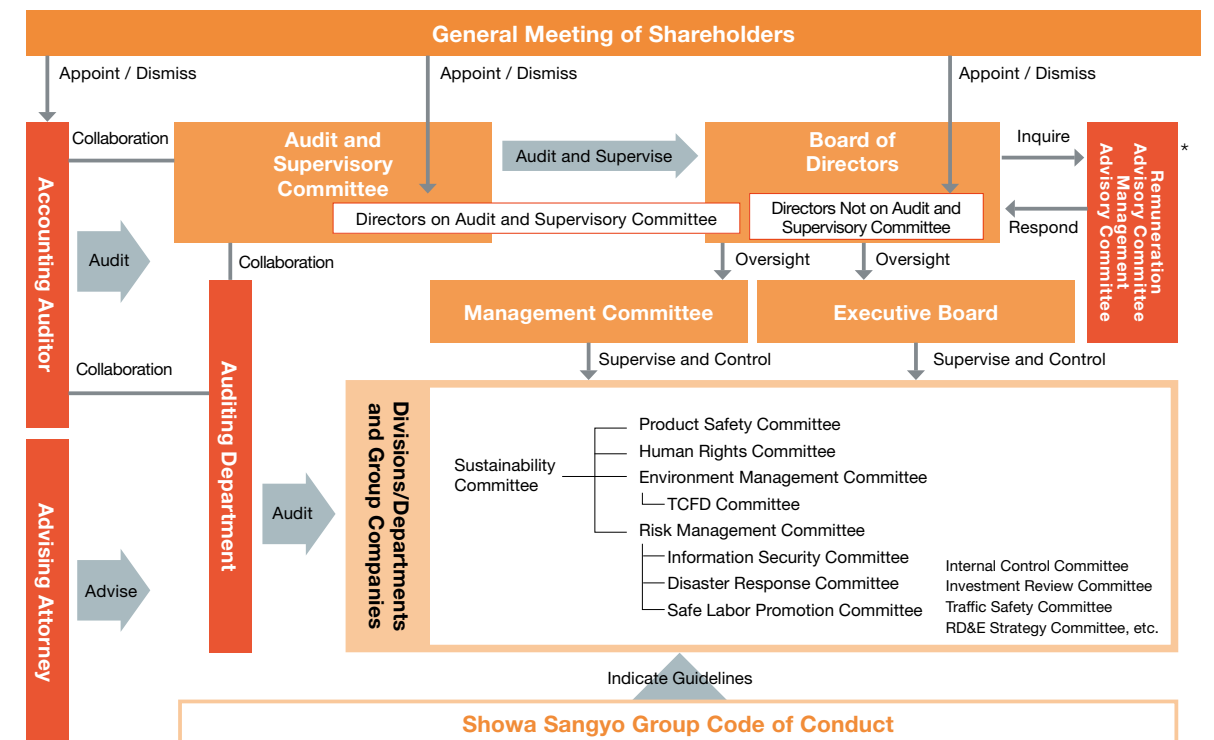 General Meeting of Shareholders
Appoint / Dismiss
Appoint / Dismiss
Appoint / Dismiss
Accounting Auditor
Collaboration
Audit and
Supervisory
Committee
Audit and Supervise
Board of
Directors
Inquire
Respond
Remuneration
Advisory Committee
Management
Advisory Committee
*
Directors on Audit and Supervisory Committee
Directors Not on Audit and
Supervisory Committee
Audit
Collaboration
Oversight
Oversight
Management Committee
Executive Board
Collaboration
Auditing Department
Supervise and Control
Supervise and Control
Advising Attorney
Advise
Audit
Divisions/Departments
and Group Companies
Sustainability
Committee
Product Safety Committee
Human Rights Committee
Environment Management Committee
TCFD Committee
Risk Management Committee
Information Security Committee
Disaster Response Committee
Safe Labor Promotion Committee
Internal Control Committee
Investment Review Committee
Traffic Safety Committee
RD&E Strategy Committee, etc.
Indicate Guidelines
Showa Sangyo Group Code of Conduct